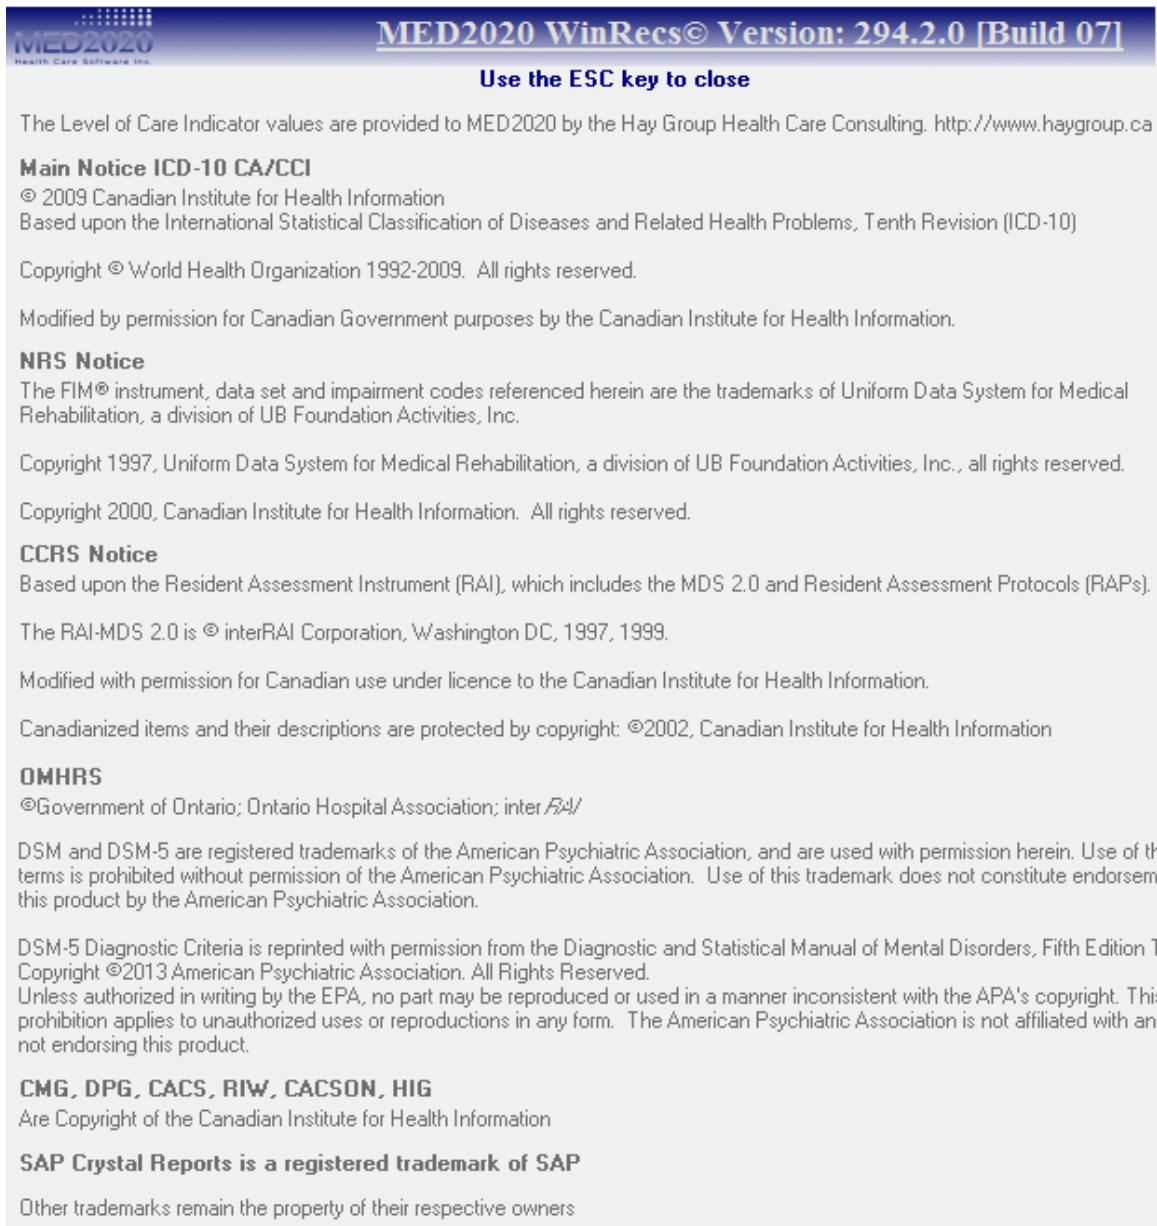 MED2020
Health Care Software Inc.
MED2020 WinRecs© Version: 294.2.0 [Build 07]
Use the ESC key to close
The Level of Care Indicator values are provided to MED2020 by the Hay Group Health Care Consulting. http://www.haygroup.ca
Main Notice ICD-10 CA/CCI
© 2009 Canadian Institute for Health Information
Based upon the International Statistical Classification of Diseases and Related Health Problems, Tenth Revision (ICD-10)
Copyright © World Health Organization 1992-2009.  All rights reserved.
Modified by permission for Canadian Government purposes by the Canadian Institute for Health Information.
NRS Notice
The FIM® instrument, data set and impairment codes referenced herein are the trademarks of Uniform Data System for Medical
Rehabilitation, a division of UB Foundation Activities, Inc.
Copyright 1997, Uniform Data System for Medical Rehabilitation, a division of UB Foundation Activities, Inc., all rights reserved.
Copyright 2000, Canadian Institute for Health Information.  All rights reserved.
CCRS Notice
Based upon the Resident Assessment Instrument (RAI), which includes the MDS 2.0 and Resident Assessment Protocols (RAPs).
The RAI-MDS 2.0 is © interRAI Corporation, Washington DC, 1997, 1999.
Modified with permission for Canadian use under licence to the Canadian Institute for Health Information.
Canadianized items and their descriptions are protected by copyright: ©2002, Canadian Institute for Health Information
OMHRS
©Government of Ontario; Ontario Hospital Association; inter RAI
DSM and DSM-5 are registered trademarks of the American Psychiatric Association, and are used with permission herein. Use of th
terms is prohibited without permission of the American Psychiatric Association.  Use of this trademark does not constitute endorsem
this product by the American Psychiatric Association.
DSM-5 Diagnostic Criteria is reprinted with permission from the Diagnostic and Statistical Manual of Mental Disorders, Fifth Edition T
Copyright ©2013 American Psychiatric Association. All Rights Reserved.
Unless authorized in writing by the EPA, no part may be reproduced or used in a manner inconsistent with the APA's copyright. This
prohibition applies to unauthorized uses or reproductions in any form.  The American Psychiatric Association is not affiliated with an
not endorsing this product.
CMG, DPG, CACS, RIW, CACSON, HIG
Are Copyright of the Canadian Institute for Health Information
SAP Crystal Reports is a registered trademark of SAP
Other trademarks remain the property of their respective owners